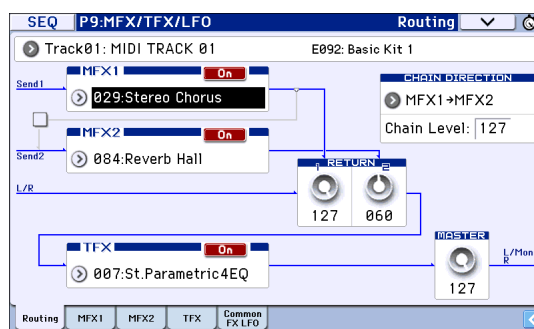 SEQ P9:MFX/TFX/LFO Routing
Track01: MIDI TRACK 01 E092: Basic Kit 1
MFX1 On
Send1
029:Stereo Chorus
CHAIN DIRECTION
MFX1→MFX2
Chain Level: 127
MFX2 On
Send2
084:Reverb Hall
L/R
1 RETURN 2
127 060
TFX On
007:St.Parametric4EQ
MASTER
127
L/Mon
R
Routing MFX1 MFX2 TFX Common FX LFO